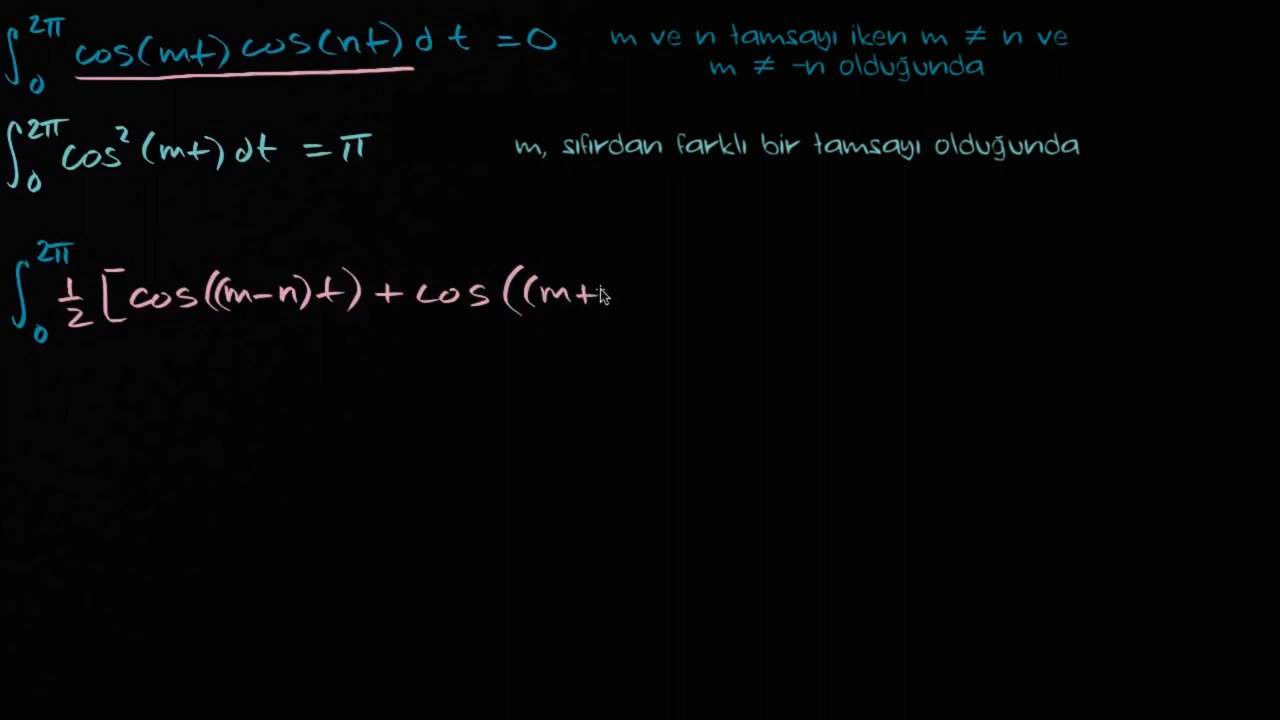 ∫₀^2π cos(mt) cos(nt) dt = 0 m ve n tamsayı iken m ≠ n ve
m ≠ -n olduğunda
∫₀^2π cos²(mt) dt = π m, sıfırdan farklı bir tamsayı olduğunda
∫₀^2π 1/2 [cos((m-n)t) + cos((m+